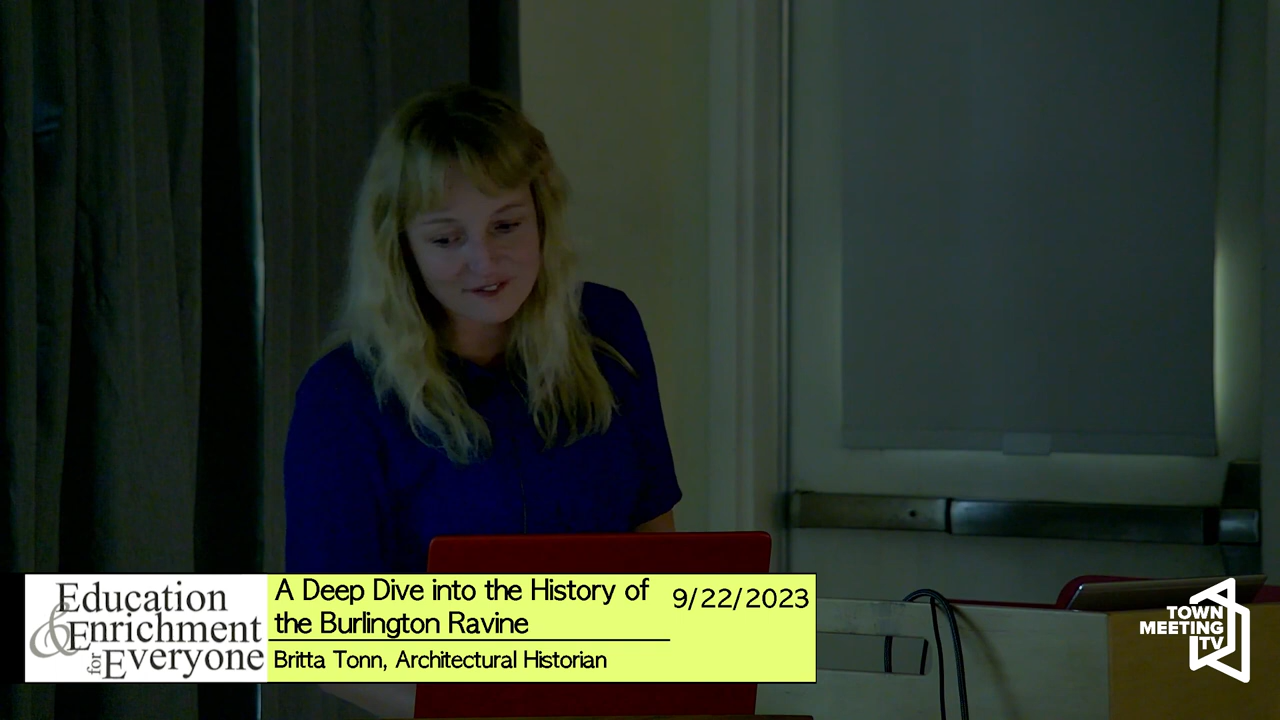 Education
& Enrichment
for Everyone
A Deep Dive into the History of
the Burlington Ravine
9/22/2023
Britta Tonn, Architectural Historian
TOWN
MEETING
TV